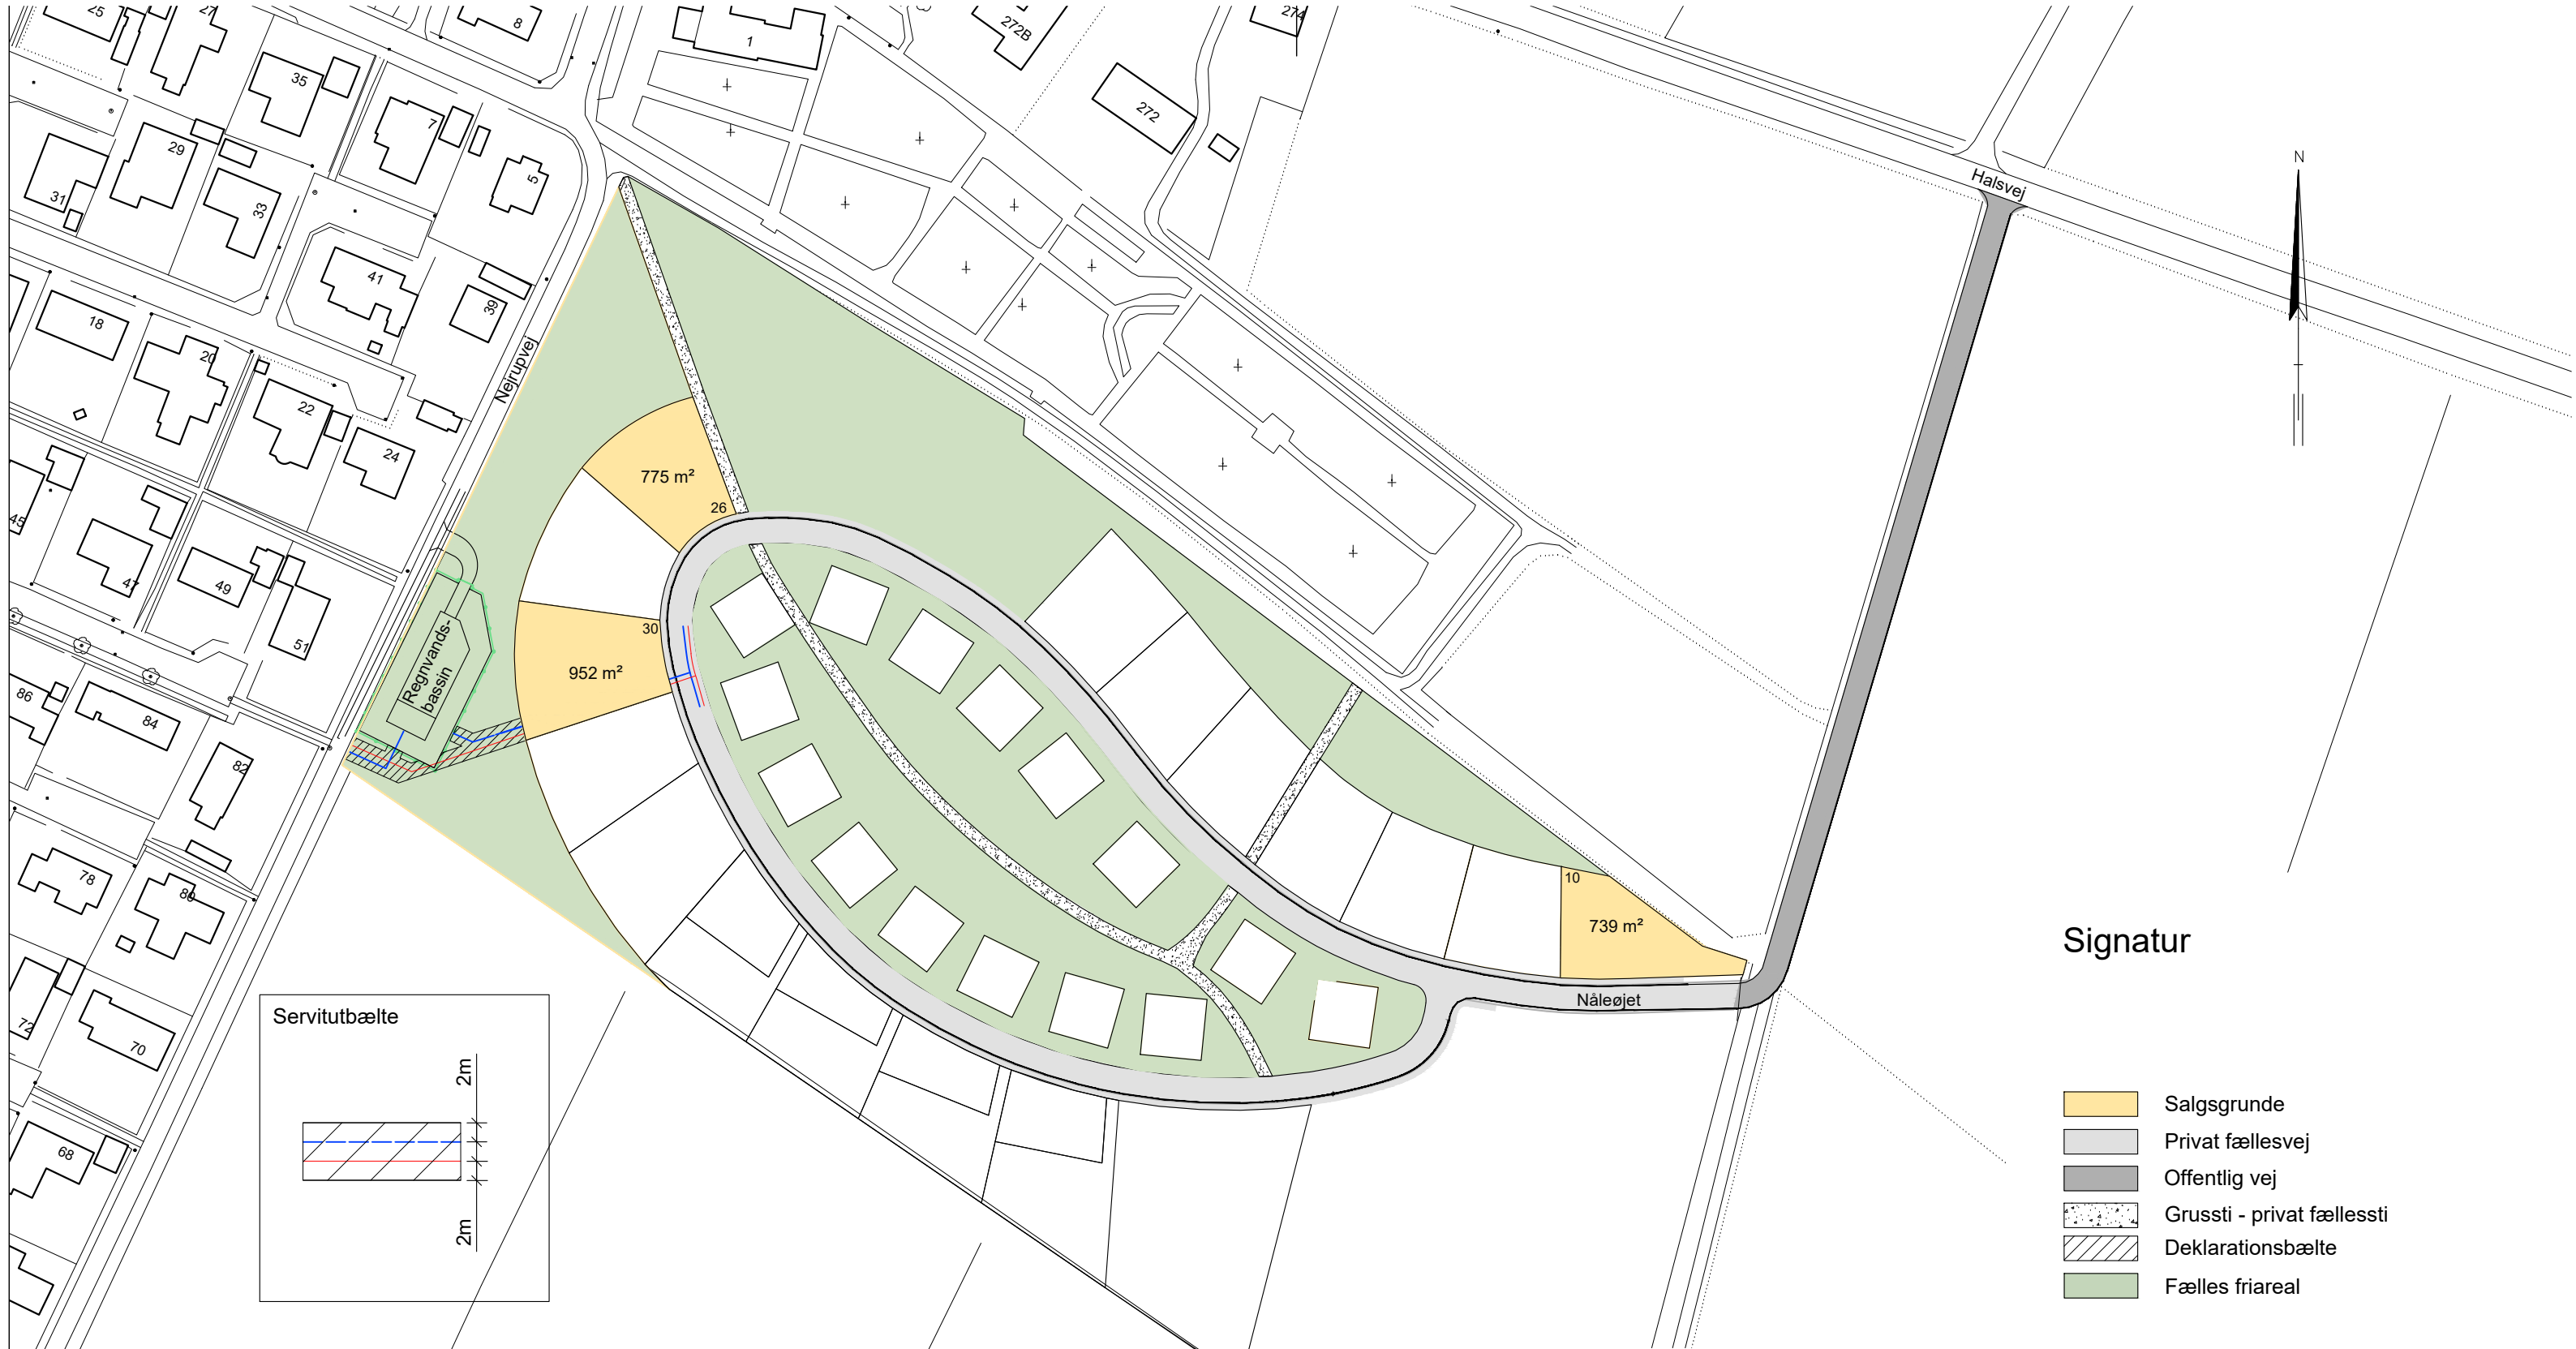 25
27
8
1
272B
274
35
7
272
29
5
31
33
Halsvej
N
41
39
18
20
Nejrupvej
22
24
45
47
49
51
775 m²
26
30
952 m²
Regnvands-
bassin
86
84
82
78
80
10
739 m²
Nåleøjet
72
70
68
Servitutbælte
2m
2m
Signatur
Salgsgrunde
Privat fællesvej
Offentlig vej
Grussti - privat fællessti
Deklarationsbælte
Fælles friareal